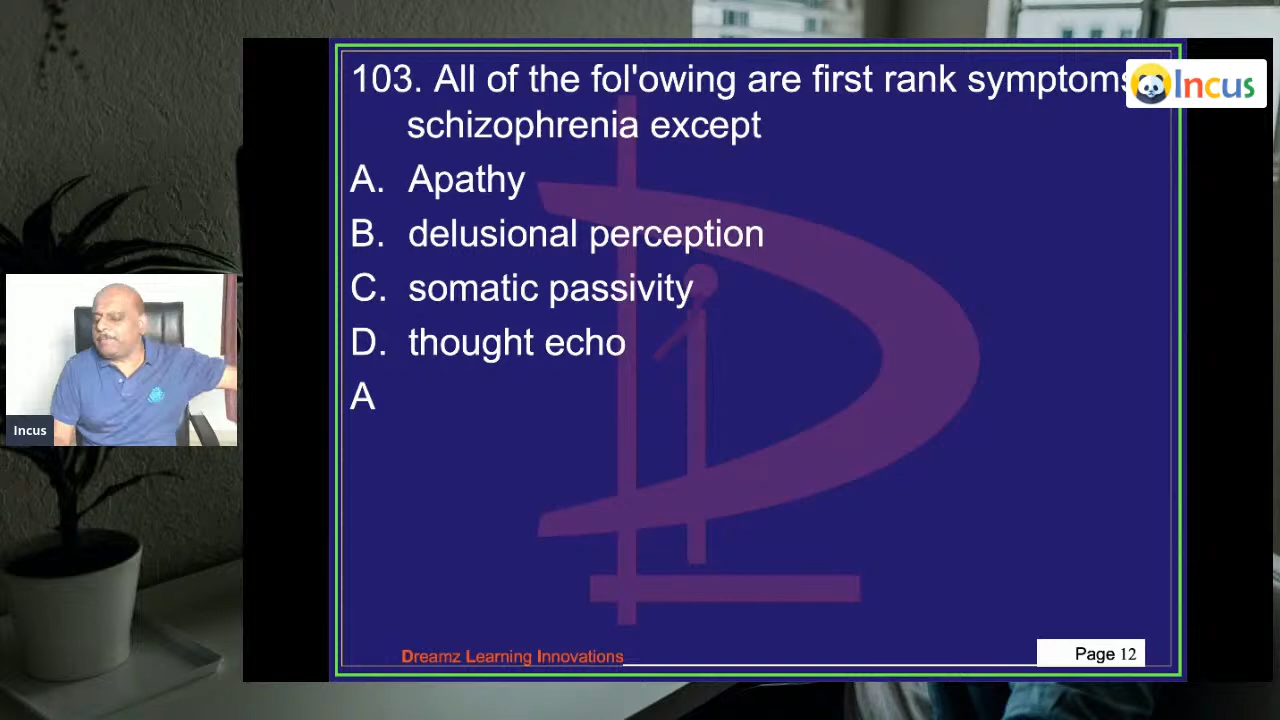 103. All of the fol'owing are first rank symptoms
schizophrenia except
A. Apathy
B. delusional perception
C. somatic passivity
D. thought echo
A
Incus
Incus
Dreamz Learning Innovations
Page 12